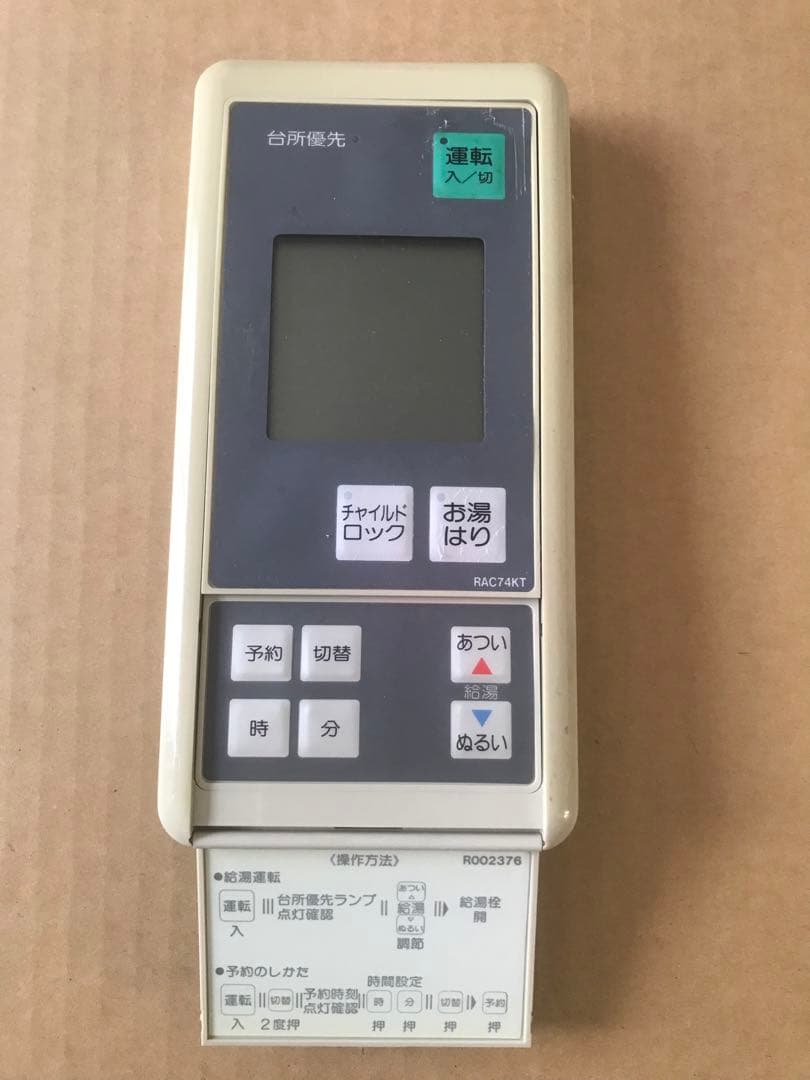 台所優先
運転
入／切
チャイルド
ロック
お湯
はり
RAC74KT
予約
切替
あつい
給湯
時
分
ぬるい
《操作方法》
R002376
●給湯運転
運転
入
台所優先ランプ
点灯確認
あつい
給湯
ぬるい
調節
給湯栓
開
●予約のしかた
運転
入
切替
2度押
予約時刻
点灯確認
時間設定
時
押
分
押
切替
押
予約
押